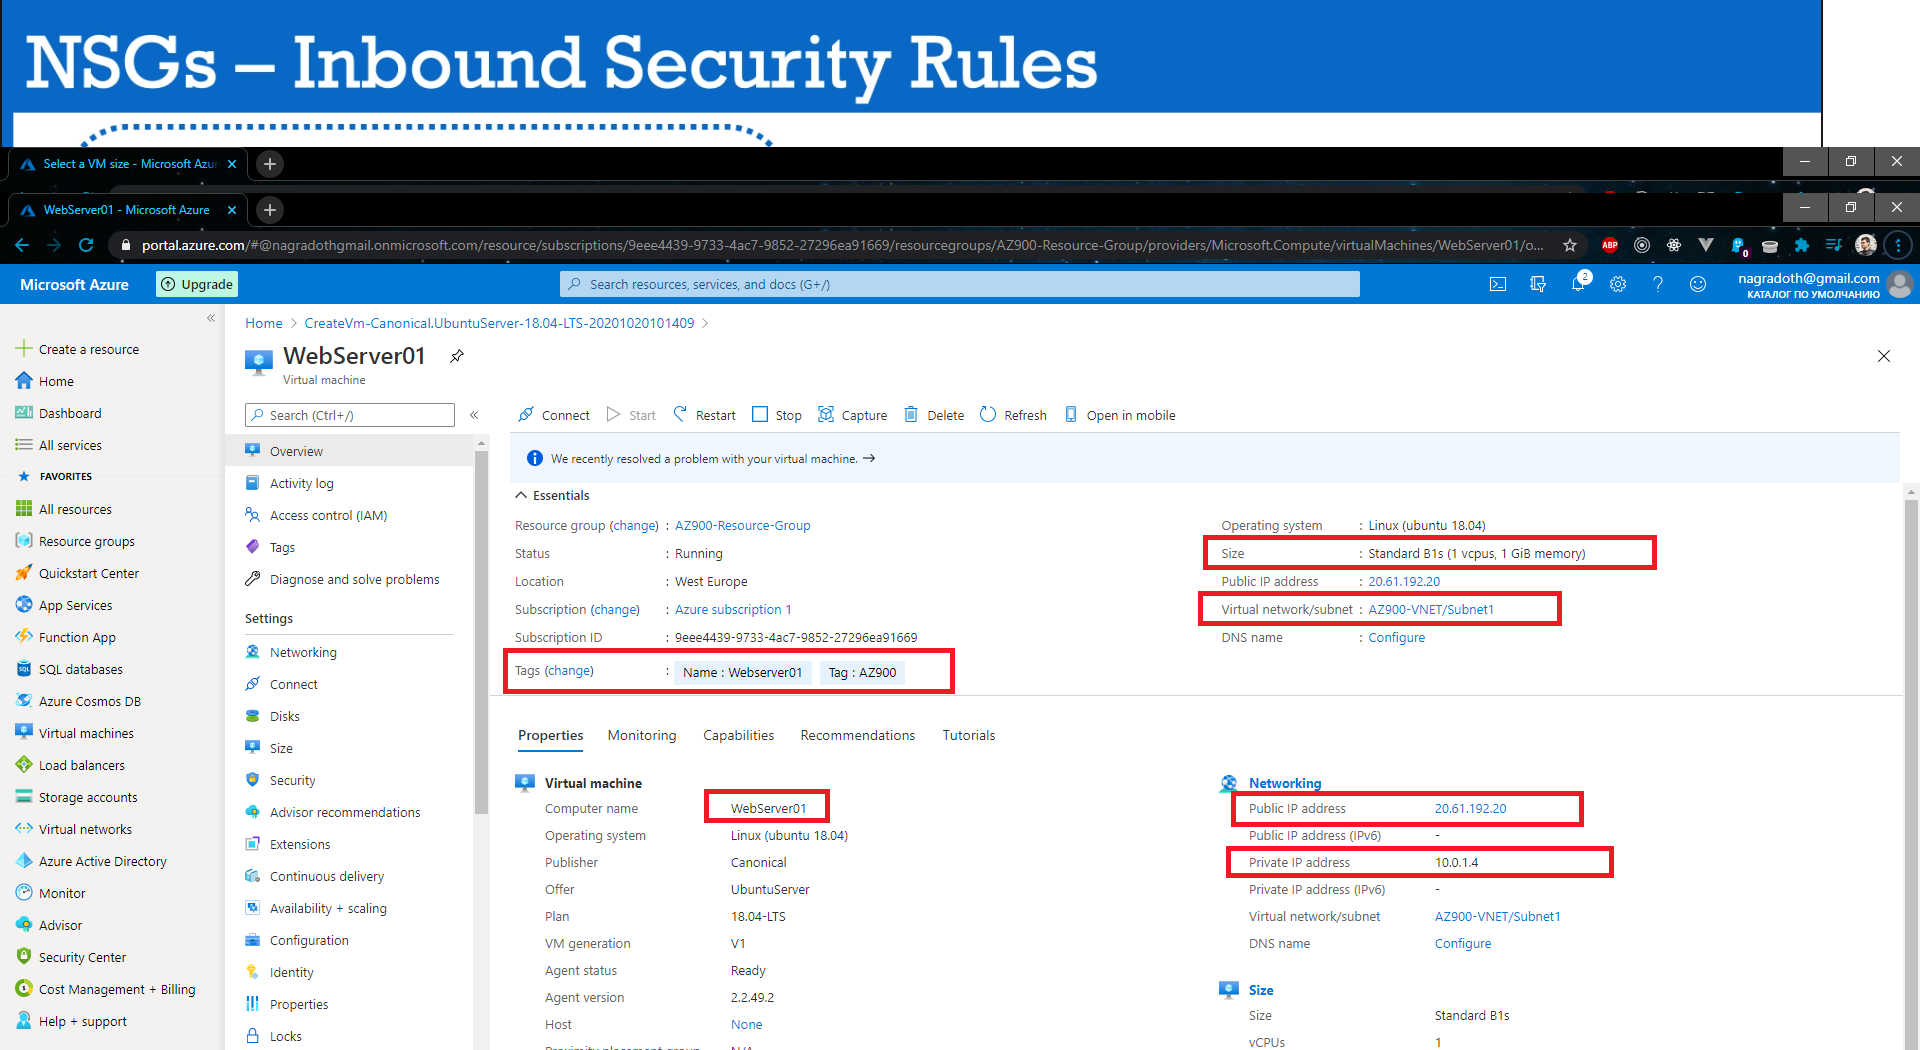 NSGs – Inbound Security Rules
Select a VM size - Microsoft Azur
WebServer01 - Microsoft Azure
portal.azure.com/#@nagradothgmail.onmicrosoft.com/resource/subscriptions/9eee4439-9733-4ac7-9852-27296ea91669/resourcegroups/AZ900-Resource-Group/providers/Microsoft.Compute/virtualMachines/WebServer01/o...
ABP
0
Microsoft Azure
Upgrade
Search resources, services, and docs (G+/)
2
nagradoth@gmail.com
КАТАЛОГ ПО УМОЛЧАНИЮ
Create a resource
Home
Dashboard
All services
FAVORITES
All resources
Resource groups
Quickstart Center
App Services
Function App
SQL databases
Azure Cosmos DB
Virtual machines
Load balancers
Storage accounts
Virtual networks
Azure Active Directory
Monitor
Advisor
Security Center
Cost Management + Billing
Help + support
Home > CreateVm-Canonical.UbuntuServer-18.04-LTS-20201020101409 >
WebServer01
Virtual machine
Search (Ctrl+/)
Overview
Activity log
Access control (IAM)
Tags
Diagnose and solve problems
Settings
Networking
Connect
Disks
Size
Security
Advisor recommendations
Extensions
Continuous delivery
Availability + scaling
Configuration
Identity
Properties
Locks
Connect Start Restart Stop Capture Delete Refresh Open in mobile
We recently resolved a problem with your virtual machine. →
Essentials
Resource group (change) : AZ900-Resource-Group
Status : Running
Location : West Europe
Subscription (change) : Azure subscription 1
Subscription ID : 9eee4439-9733-4ac7-9852-27296ea91669
Tags (change) : Name : Webserver01 Tag : AZ900
Operating system : Linux (ubuntu 18.04)
Size : Standard B1s (1 vcpus, 1 GiB memory)
Public IP address : 20.61.192.20
Virtual network/subnet : AZ900-VNET/Subnet1
DNS name : Configure
Properties Monitoring Capabilities Recommendations Tutorials
Virtual machine
Computer name WebServer01
Operating system Linux (ubuntu 18.04)
Publisher Canonical
Offer UbuntuServer
Plan 18.04-LTS
VM generation V1
Agent status Ready
Agent version 2.2.49.2
Host None
Proximity placement group N/A
Networking
Public IP address 20.61.192.20
Public IP address (IPv6) -
Private IP address 10.0.1.4
Private IP address (IPv6) -
Virtual network/subnet AZ900-VNET/Subnet1
DNS name Configure
Size
Size Standard B1s
vCPUs 1